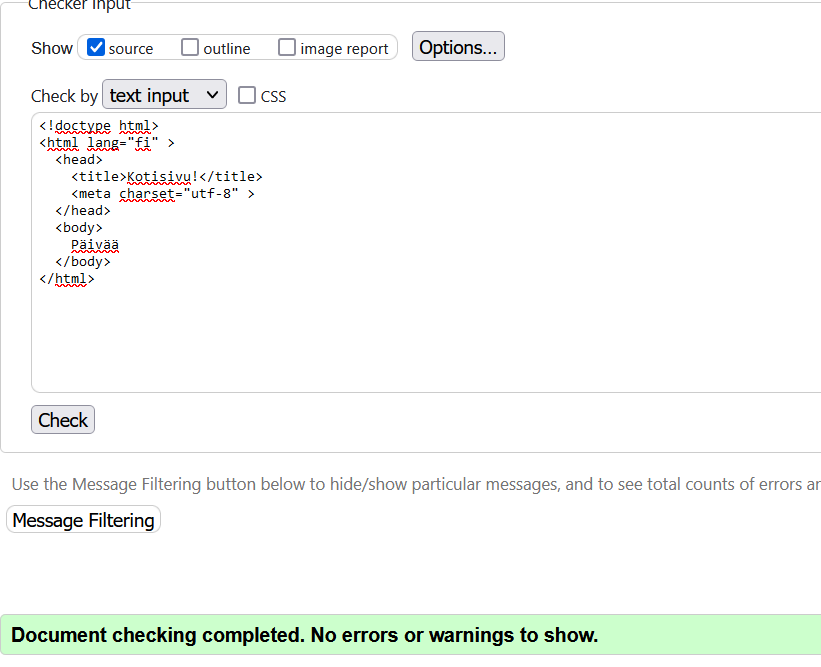 Checker Input
Show source outline image report Options...
Check by text input CSS
<!doctype html>
<html lang="fi" >
  <head>
    <title>Kotisivu!</title>
    <meta charset="utf-8" >
  </head>
  <body>
    Päivää
  </body>
</html>
Check
Use the Message Filtering button below to hide/show particular messages, and to see total counts of errors
Message Filtering
Document checking completed. No errors or warnings to show.